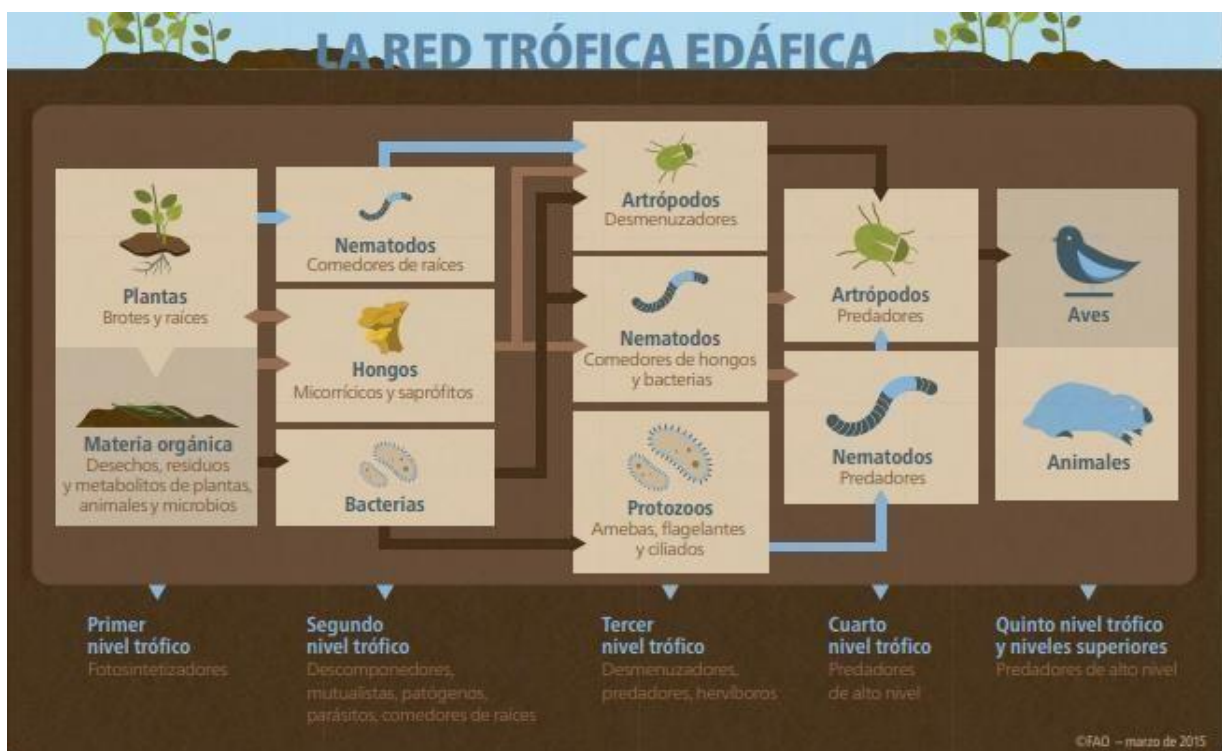 LA RED TRÓFICA EDÁFICA
Plantas
Brotes y raíces
Materia orgánica
Desechos, residuos
y metabolitos de plantas,
animales y microbios
Nematodos
Comedores de raíces
Hongos
Micorrícicos y saprófitos
Bacterias
Artrópodos
Desmenuzadores
Nematodos
Comedores de hongos
y bacterias
Protozoos
Amebas, flagelantes
y ciliados
Artrópodos
Predadores
Nematodos
Predadores
Aves
Animales
Primer
nivel trófico
Fotosintetizadores
Segundo
nivel trófico
Descomponedores,
mutualistas, patógenos,
parásitos, comedores de raíces
Tercer
nivel trófico
Desmenuzadores,
predadores, hervíboros
Cuarto
nivel trófico
Predadores
de alto nivel
Quinto nivel trófico
y niveles superiores
Predadores de alto nivel
©FAO – marzo de 2015